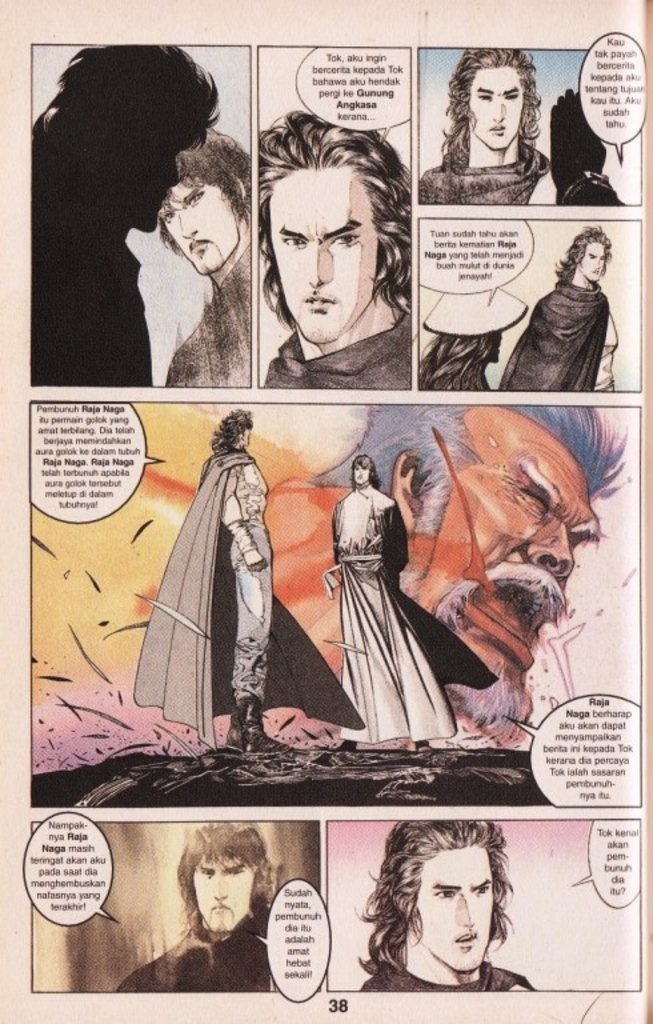 Tok, aku ingin
bercerita kepada Tok
bahawa aku hendak
pergi ke Gunung
Angkasa
kerana...
Kau
tak payah
bercerita
kepada aku
tentang tujuan
kau itu. Aku
sudah
tahu.
Tuan sudah tahu akan
berita kematian Raja
Naga yang telah menjadi
buah mulut di dunia
jenayah!
Pembunuh Raja Naga
itu permain golok yang
amat terbilang. Dia telah
berjaya memindahkan
aura golok ke dalam tubuh
Raja Naga. Raja Naga
telah terbunuh apabila
aura golok tersebut
meletup di dalam
tubuhnya!
Raja
Naga berharap
aku akan dapat
menyampaikan
berita ini kepada Tok
kerana dia percaya
Tok ialah sasaran
pembunuh-
nya itu.
Nampak-
nya Raja
Naga masih
teringat akan aku
pada saat dia
menghembuskan
nafasnya yang
terakhir!
Sudah
nyata,
pembunuh
dia itu
adalah
amat
hebat
sekali!
Tok kenal
akan
pem-
bunuh
dia
itu?
38